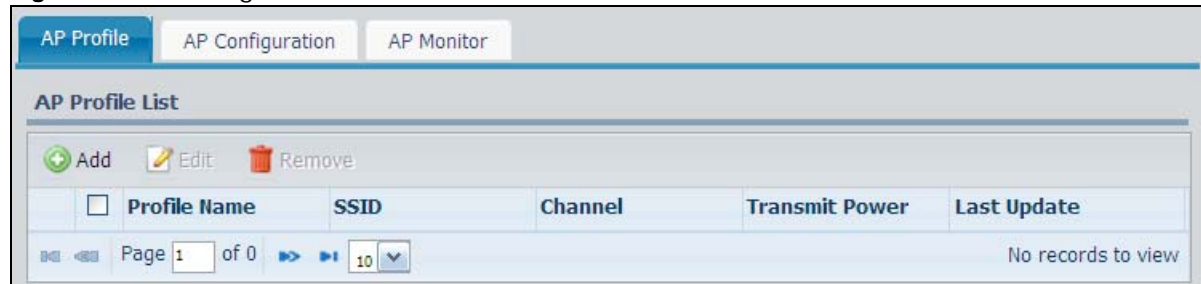 AP Profile AP Configuration AP Monitor
AP Profile List
Add Edit Remove
Profile Name SSID Channel Transmit Power Last Update
Page 1 of 0 10 No records to view